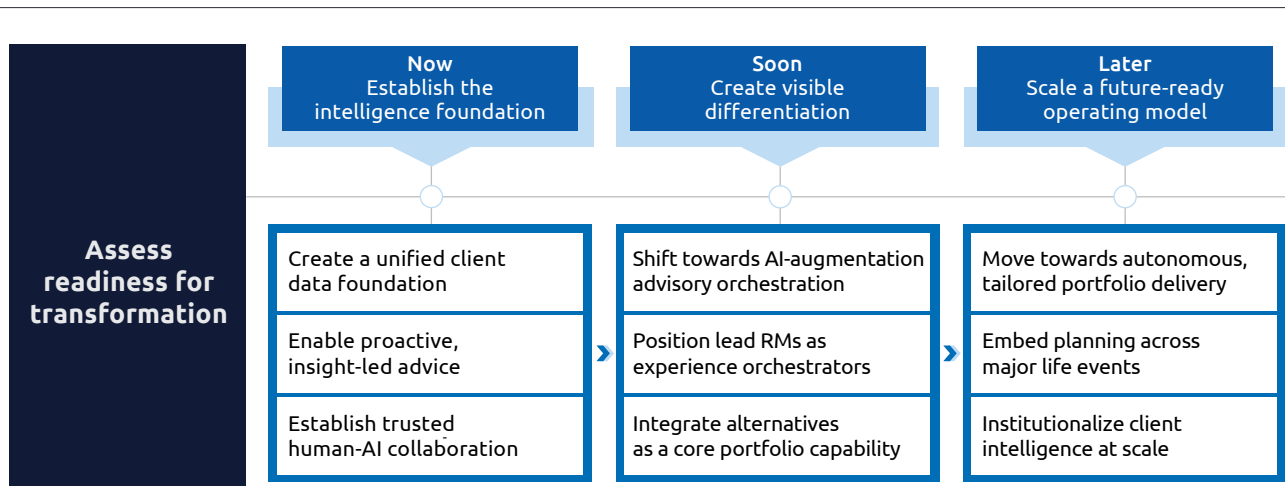 Assess
readiness for
transformation
Now
Establish the
intelligence foundation
Create a unified client
data foundation
Enable proactive,
insight-led advice
Establish trusted
human-AI collaboration
Soon
Create visible
differentiation
Shift towards AI-augmentation
advisory orchestration
Position lead RMs as
experience orchestrators
Integrate alternatives
as a core portfolio capability
Later
Scale a future-ready
operating model
Move towards autonomous,
tailored portfolio delivery
Embed planning across
major life events
Institutionalize client
intelligence at scale